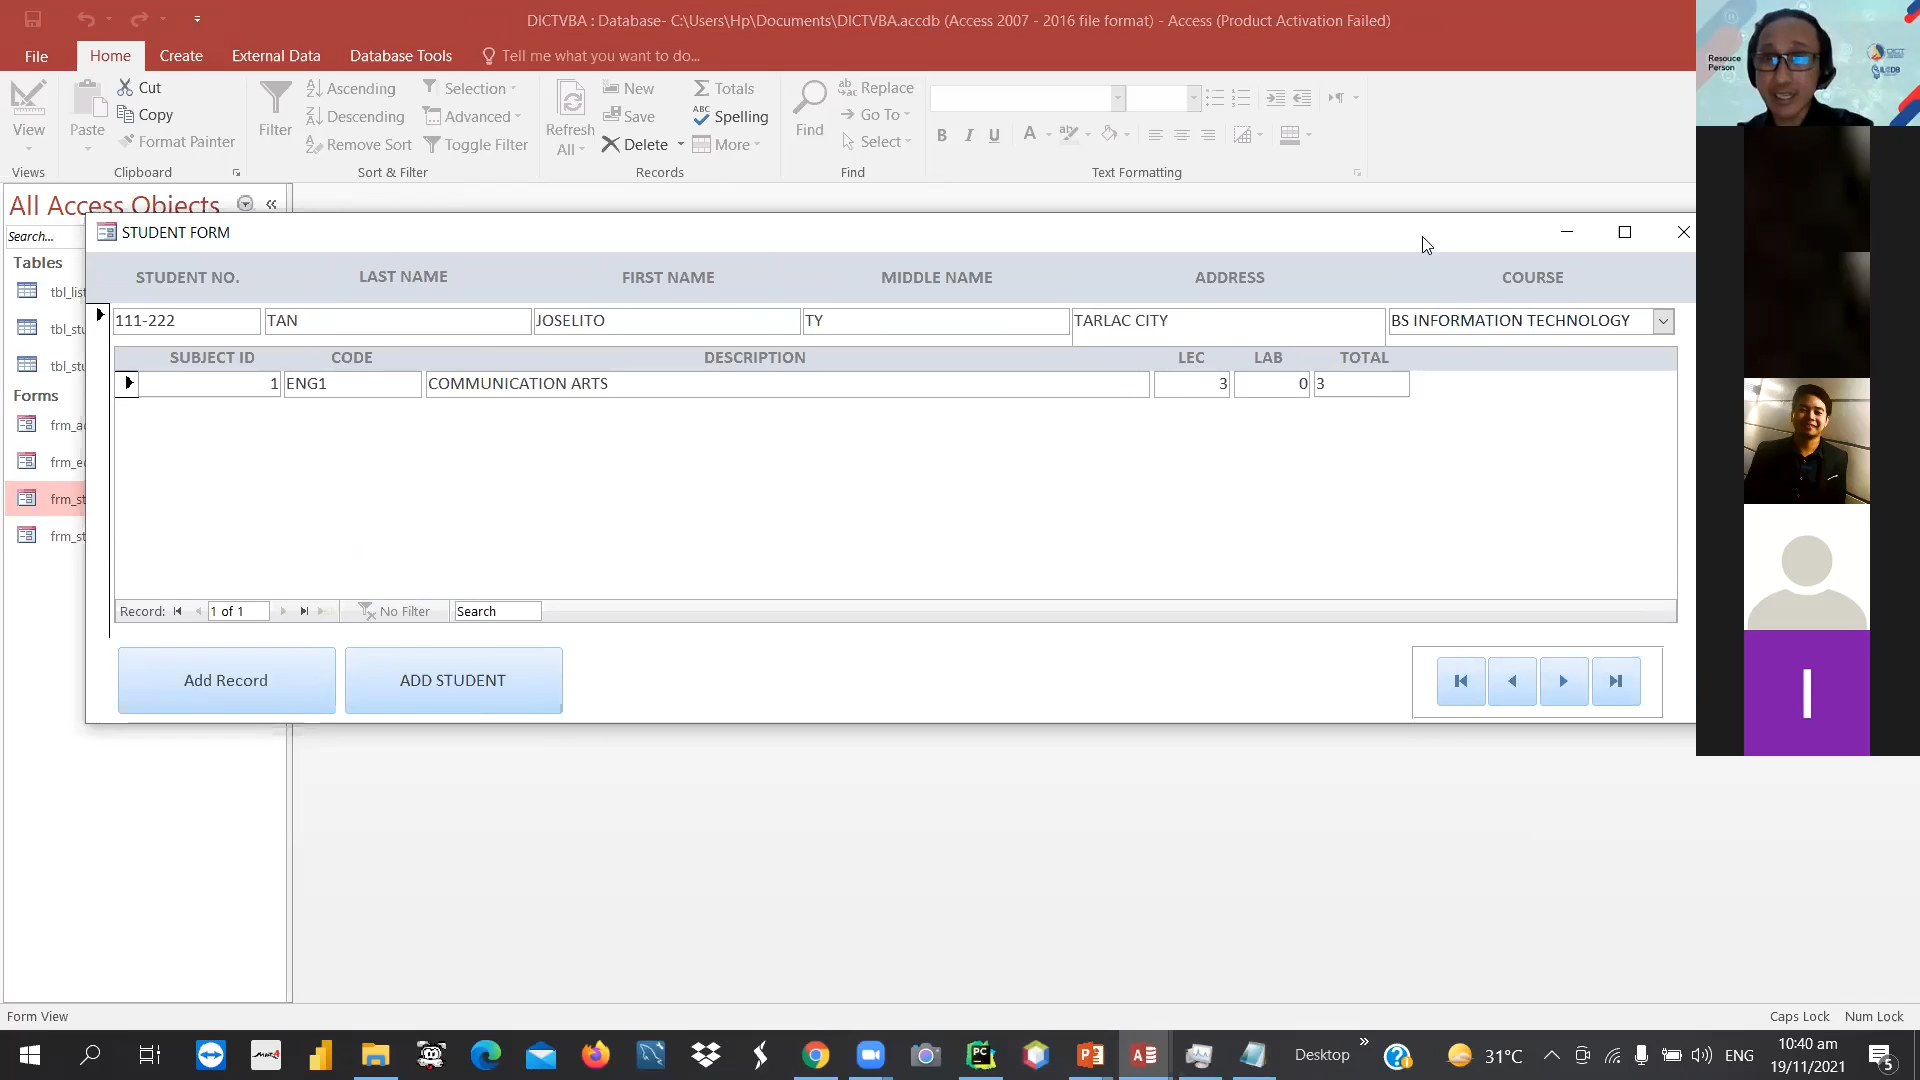 DICTVBA : Database- C:\Users\Hp\Documents\DICTVBA.accdb (Access 2007 - 2016 file format) - Access (Product Activation Failed)
File
Home
Create
External Data
Database Tools
Tell me what you want to do...
View
Paste
Cut
Copy
Format Painter
Filter
Ascending
Descending
Remove Sort
Selection
Advanced
Toggle Filter
Refresh
All
New
Save
Delete
Totals
Spelling
More
Find
Replace
Go To
Select
Views
Clipboard
Sort & Filter
Records
Find
Text Formatting
Resouce
Person
All Access Objects
Search...
Tables
tbl_list
tbl_stu
tbl_stu
Forms
frm_a
frm_e
frm_st
frm_st
STUDENT FORM
STUDENT NO. LAST NAME FIRST NAME MIDDLE NAME ADDRESS COURSE
111-222 TAN JOSELITO TY TARLAC CITY BS INFORMATION TECHNOLOGY
SUBJECT ID CODE DESCRIPTION LEC LAB TOTAL
1 ENG1 COMMUNICATION ARTS 3 0 3
Record: 1 of 1 No Filter Search
Add Record
ADD STUDENT
I
Form View
Caps Lock Num Lock
Desktop
31°C
ENG
10:40 am
19/11/2021
5